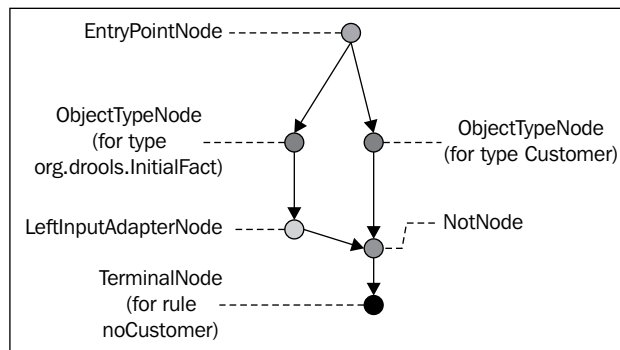 EntryPointNode
ObjectTypeNode
(for type
org.drools.InitialFact)
ObjectTypeNode
(for type Customer)
LeftInputAdapterNode
NotNode
TerminalNode
(for rule
noCustomer)